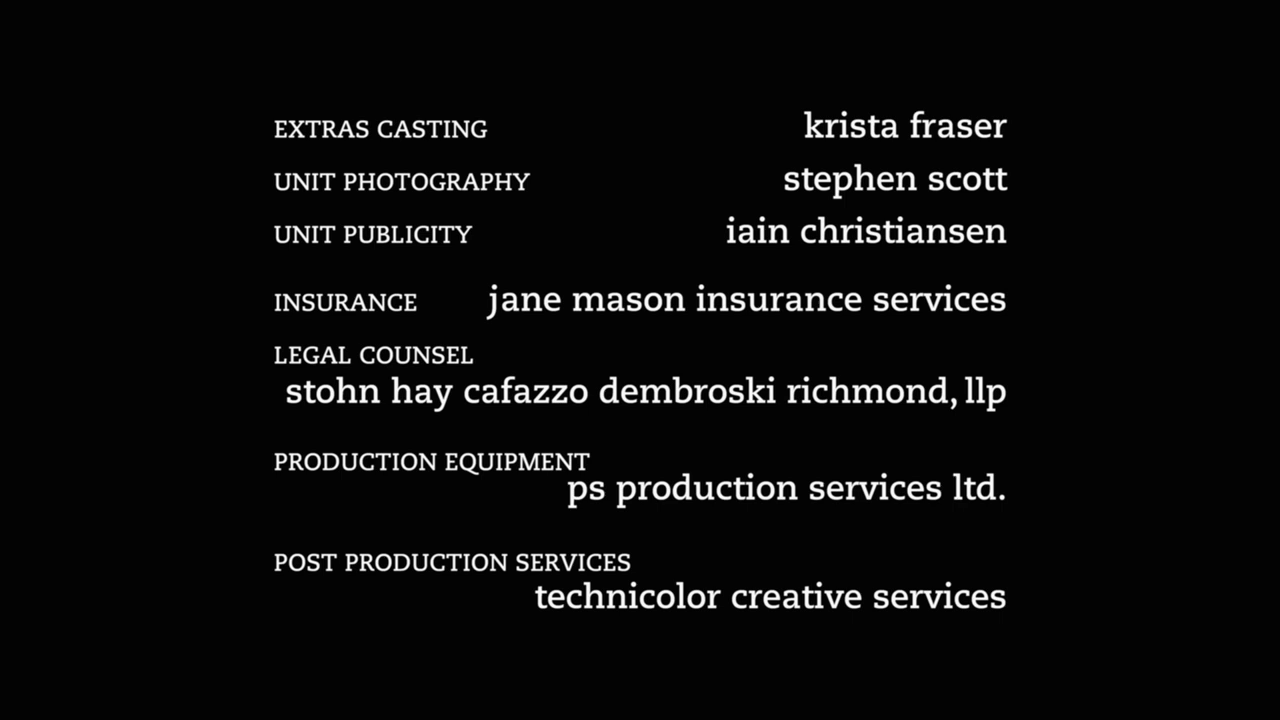 EXTRAS CASTING krista fraser
UNIT PHOTOGRAPHY stephen scott
UNIT PUBLICITY iain christiansen
INSURANCE jane mason insurance services
LEGAL COUNSEL
stohn hay cafazzo dembroski richmond, llp
PRODUCTION EQUIPMENT
ps production services ltd.
POST PRODUCTION SERVICES
technicolor creative services